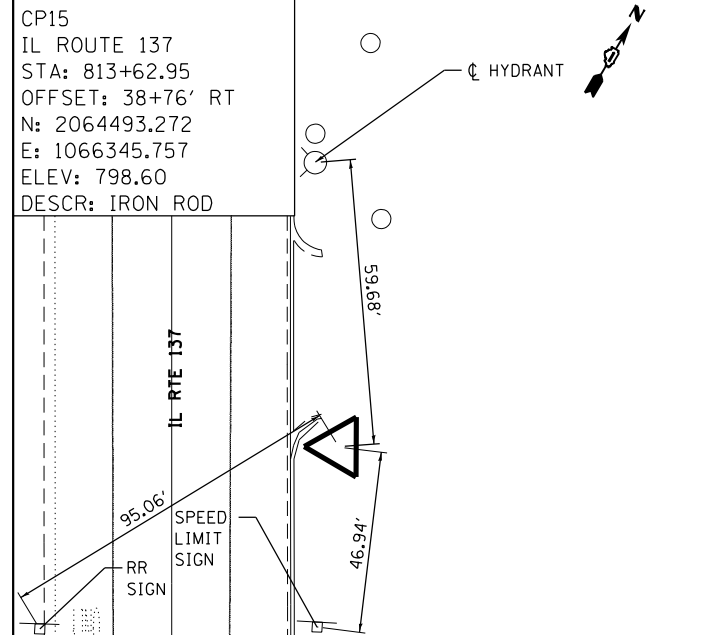 CP15
IL ROUTE 137
STA: 813+62.95
OFFSET: 38+76' RT
N: 2064493.272
E: 1066345.757
ELEV: 798.60
DESCR: IRON ROD
℄ HYDRANT
N
59.68'
IL RTE 137
95.06'
SPEED
LIMIT
SIGN
46.94'
RR
SIGN